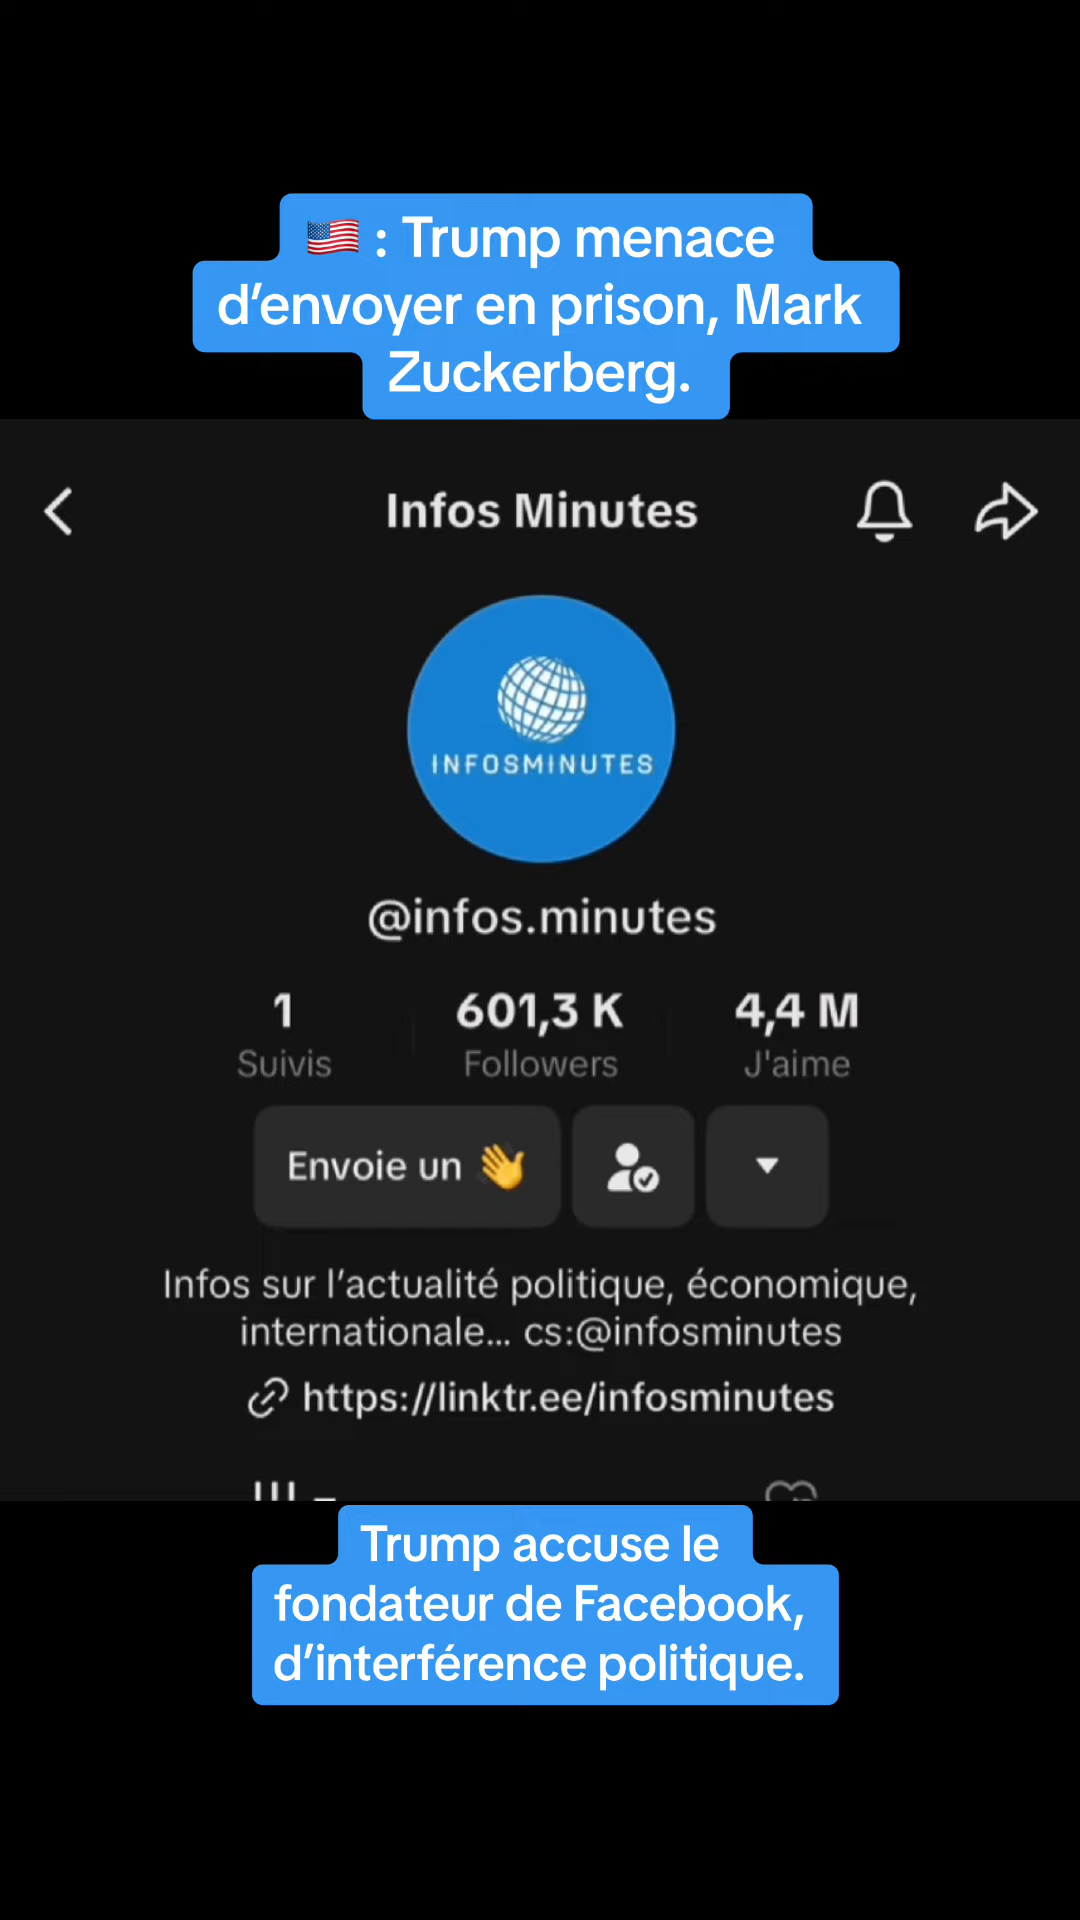 🇺🇸 : Trump menace
d’envoyer en prison, Mark
Zuckerberg.
Infos Minutes
INFOSMINUTES
@infos.minutes
1 601,3 K 4,4 M
Suivis Followers J'aime
Envoie un 👋
Infos sur l’actualité politique, économique,
internationale... cs:@infosminutes
https://linktr.ee/infosminutes
Trump accuse le
fondateur de Facebook,
d’interférence politique.